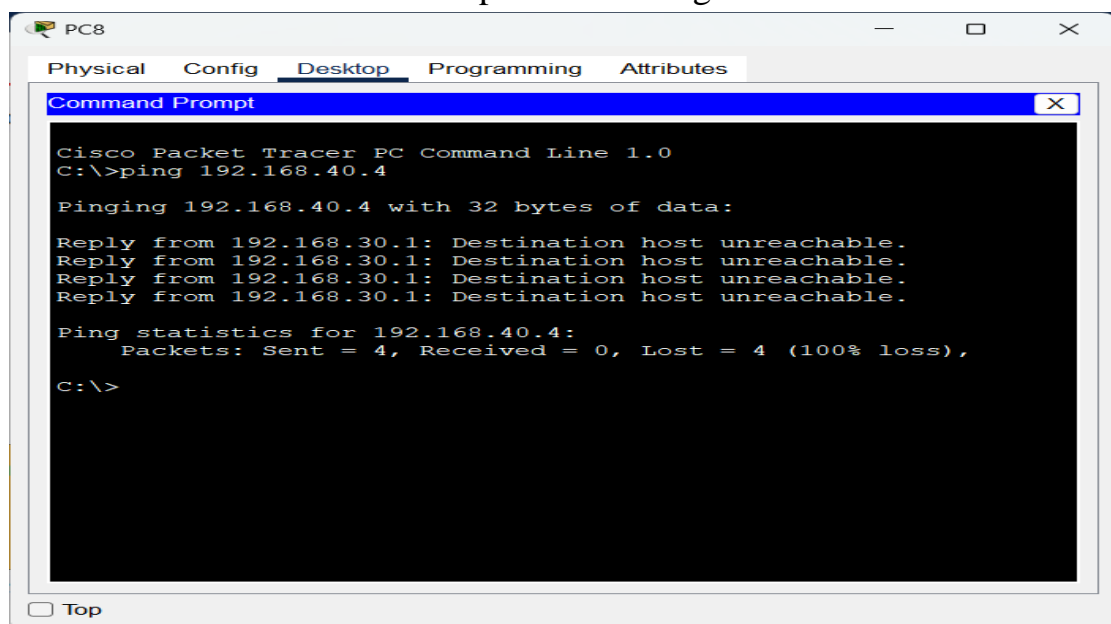 PC8
Physical Config Desktop Programming Attributes
Command Prompt X
Cisco Packet Tracer PC Command Line 1.0
C:\>ping 192.168.40.4
Pinging 192.168.40.4 with 32 bytes of data:
Reply from 192.168.30.1: Destination host unreachable.
Reply from 192.168.30.1: Destination host unreachable.
Reply from 192.168.30.1: Destination host unreachable.
Reply from 192.168.30.1: Destination host unreachable.
Ping statistics for 192.168.40.4:
Packets: Sent = 4, Received = 0, Lost = 4 (100% loss),
C:\>
Top